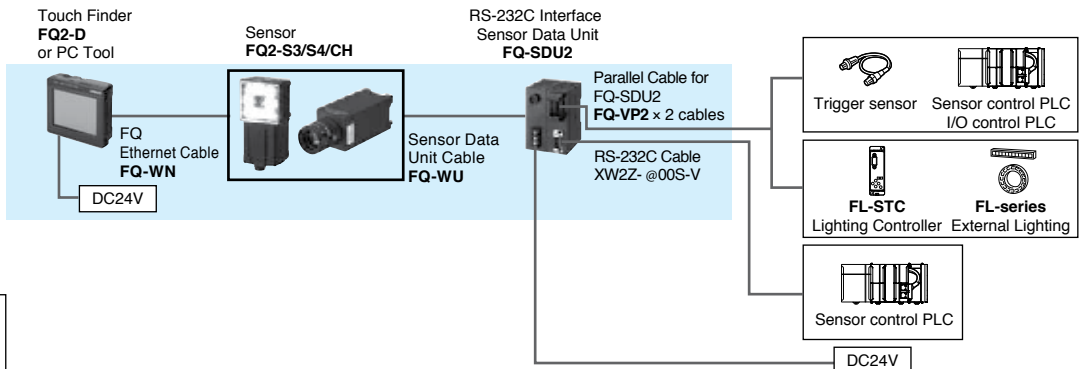 Touch Finder
FQ2-D
or PC Tool
Sensor
FQ2-S3/S4/CH
RS-232C Interface
Sensor Data Unit
FQ-SDU2
FQ
Ethernet Cable
FQ-WN
DC24V
Sensor Data
Unit Cable
FQ-WU
Parallel Cable for
FQ-SDU2
FQ-VP2 × 2 cables
RS-232C Cable
XW2Z- @00S-V
Trigger sensor
Sensor control PLC
I/O control PLC
FL-STC
Lighting Controller
FL-series
External Lighting
Sensor control PLC
DC24V